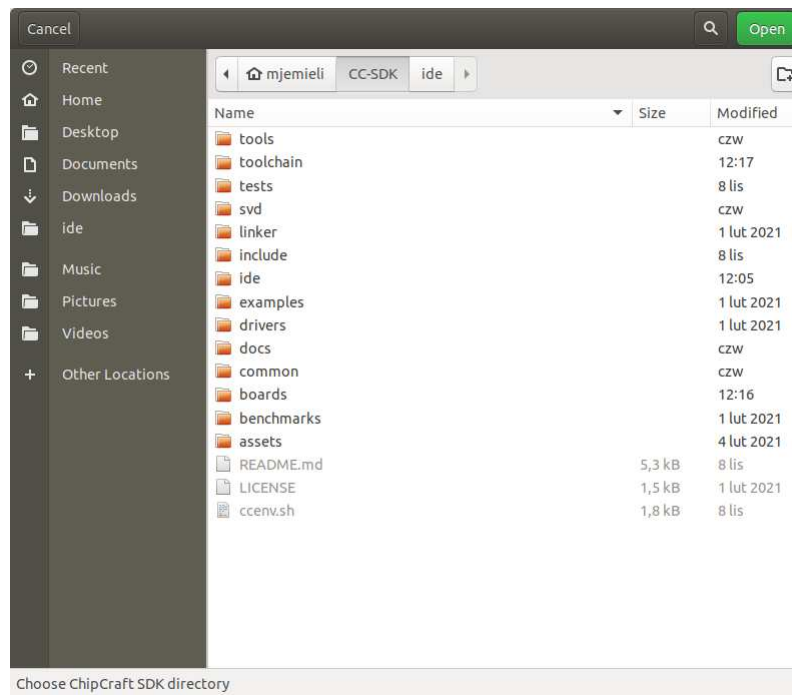 Cancel Open
Recent
Home
Desktop
Documents
Downloads
ide
Music
Pictures
Videos
Other Locations
mjemieli CC-SDK ide
Name Size Modified
tools czw
toolchain 12:17
tests 8 lis
svd czw
linker 1 lut 2021
include 8 lis
ide 12:05
examples 1 lut 2021
drivers 1 lut 2021
docs czw
common czw
boards 12:16
benchmarks 1 lut 2021
assets 4 lut 2021
README.md 5,3 kB 8 lis
LICENSE 1,5 kB 1 lut 2021
ccenv.sh 1,8 kB 8 lis
Choose ChipCraft SDK directory